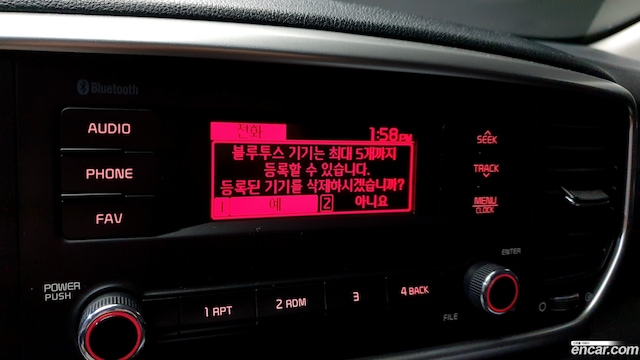 Bluetooth
AUDIO
PHONE
FAV
전화
1:58 PM
블루투스 기기는 최대 5개까지
등록할 수 있습니다.
등록된 기기를 삭제하시겠습니까?
1 예 2 아니요
SEEK
TRACK
MENU
CLOCK
POWER
PUSH
1 RPT
2 RDM
3
4 BACK
ENTER
FILE
encar.com